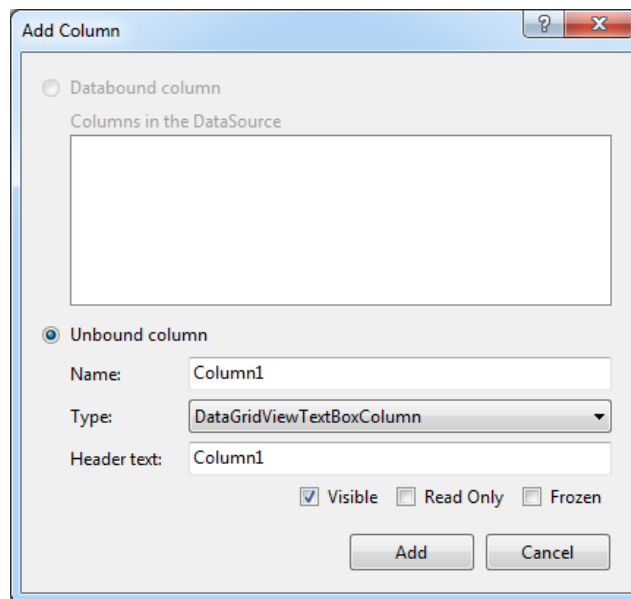 Add Column
?
Databound column
Columns in the DataSource
Unbound column
Name: Column1
Type: DataGridViewTextBoxColumn
Header text: Column1
Visible Read Only Frozen
Add Cancel